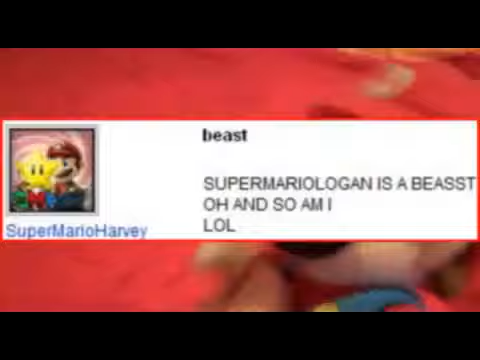 beast
SUPERMARIOLOGAN IS A BEASST
OH AND SO AM I
LOL
SuperMarioHarvey